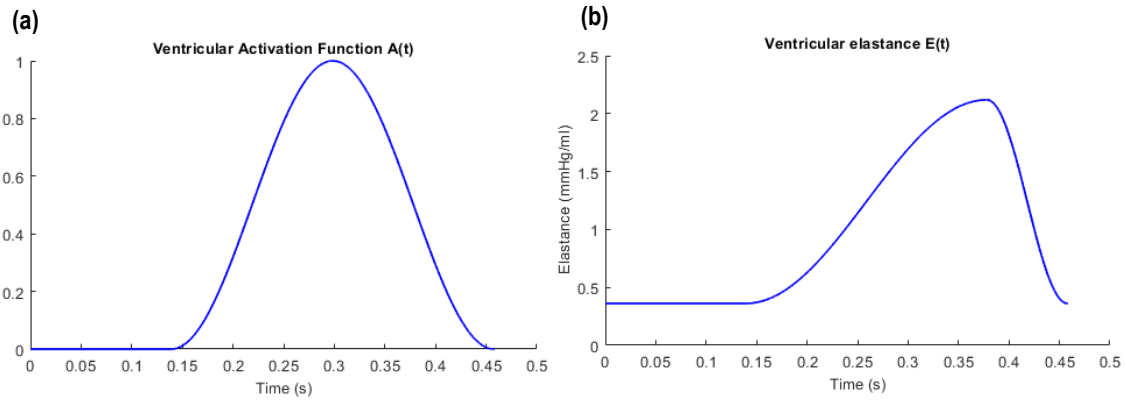 (a)
Ventricular Activation Function A(t)
1
0.8
0.6
0.4
0.2
0
0 0.05 0.1 0.15 0.2 0.25 0.3 0.35 0.4 0.45 0.5
Time (s)
(b)
Ventricular elastance E(t)
2.5
2
1.5
1
0.5
0
Elastance (mmHg/ml)
0 0.05 0.1 0.15 0.2 0.25 0.3 0.35 0.4 0.45 0.5
Time (s)